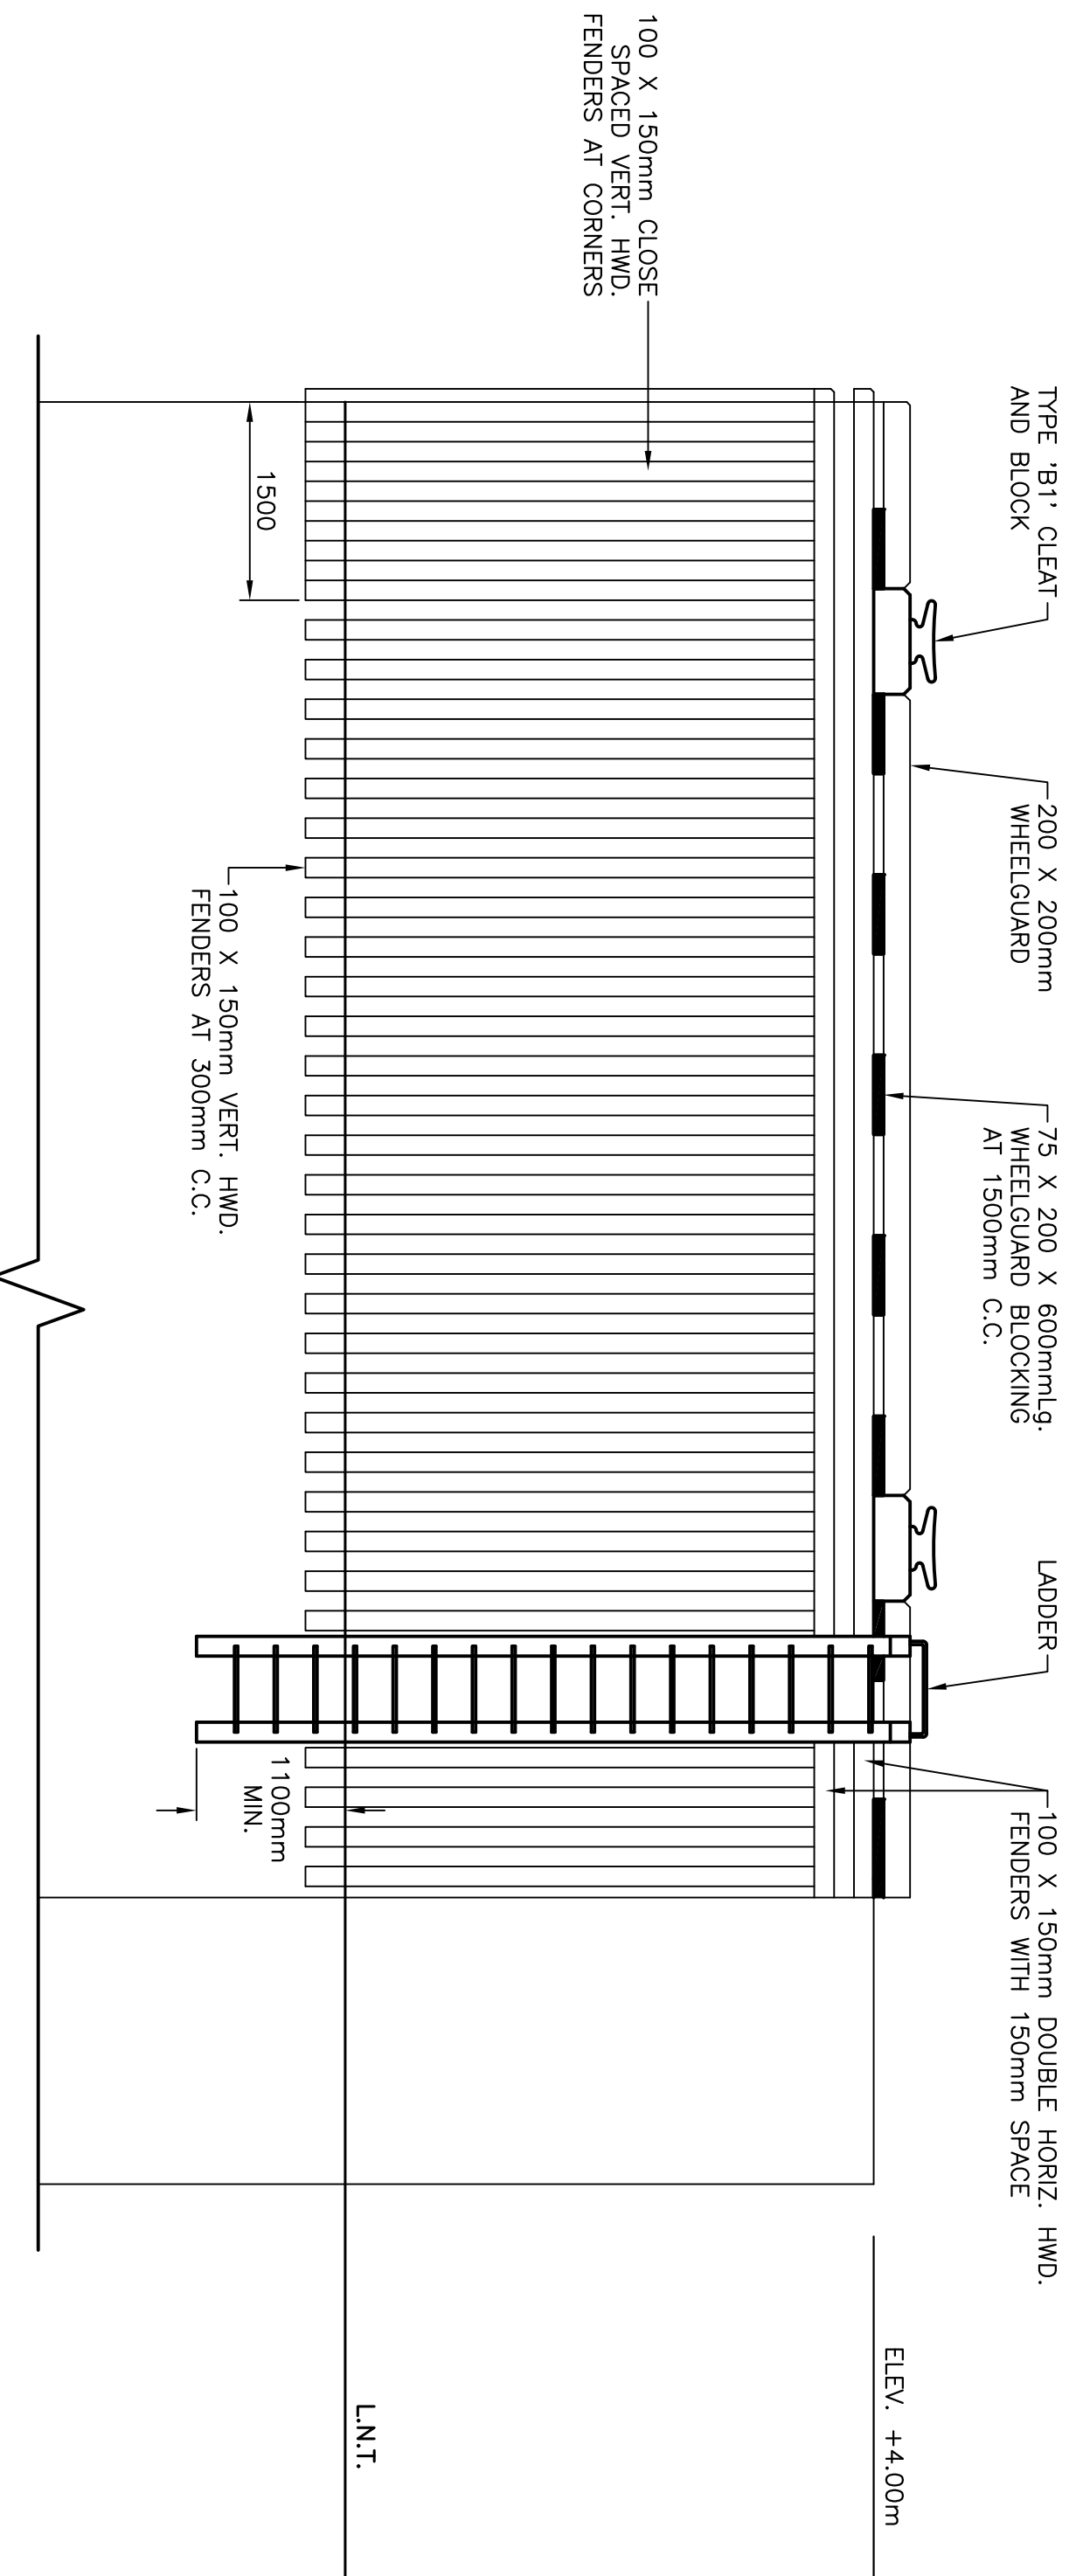 TYPE 'B1' CLEAT
AND BLOCK
200 X 200mm
WHEELGUARD
75 X 200 X 600mmLg.
WHEELGUARD BLOCKING
AT 1500mm C.C.
LADDER
100 X 150mm DOUBLE HORIZ. HWD.
FENDERS WITH 150mm SPACE
ELEV. +4.00m
100 X 150mm CLOSE
SPACED VERT. HWD.
FENDERS AT CORNERS
L.N.T.
1500
1100mm
MIN.
100 X 150mm VERT. HWD.
FENDERS AT 300mm C.C.